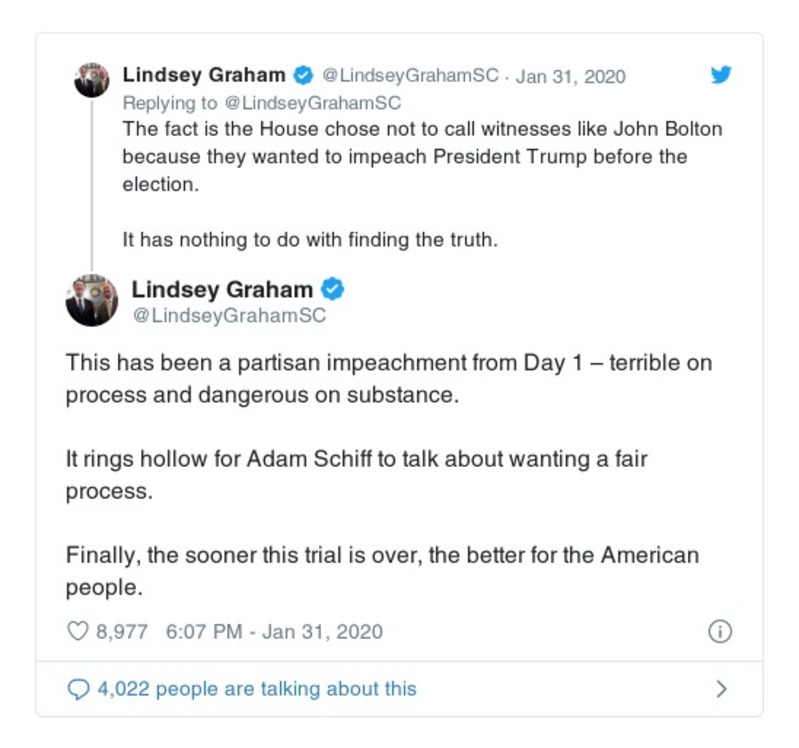 Lindsey Graham @LindseyGrahamSC · Jan 31, 2020
Replying to @LindseyGrahamSC
The fact is the House chose not to call witnesses like John Bolton
because they wanted to impeach President Trump before the
election.
It has nothing to do with finding the truth.
Lindsey Graham
@LindseyGrahamSC
This has been a partisan impeachment from Day 1 – terrible on
process and dangerous on substance.
It rings hollow for Adam Schiff to talk about wanting a fair
process.
Finally, the sooner this trial is over, the better for the American
people.
8,977 6:07 PM - Jan 31, 2020
4,022 people are talking about this